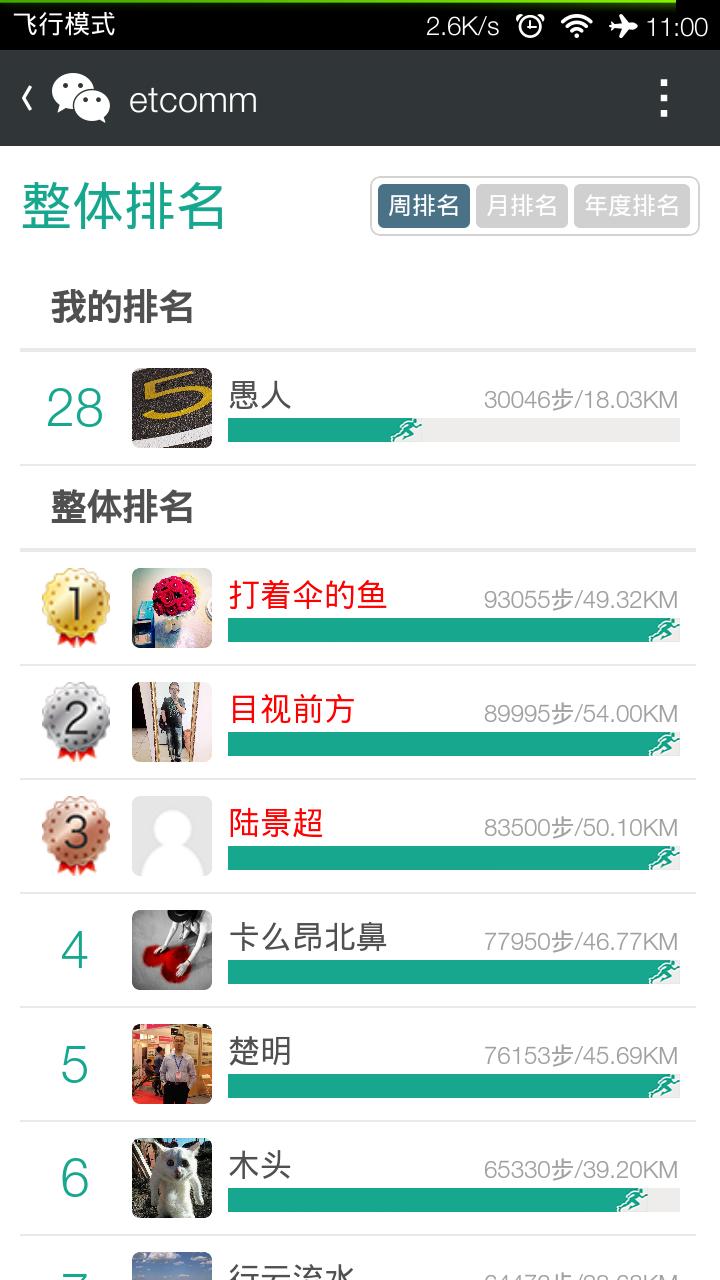 飞行模式 2.6K/s 11:00
etcomm
整体排名 周排名 月排名 年度排名
我的排名
28 愚人 30046步/18.03KM
整体排名
1 打着伞的鱼 93055步/49.32KM
2 目视前方 89995步/54.00KM
3 陆景超 83500步/50.10KM
4 卡么昂北鼻 77950步/46.77KM
5 楚明 76153步/45.69KM
6 木头 65330步/39.20KM
7 行云流水